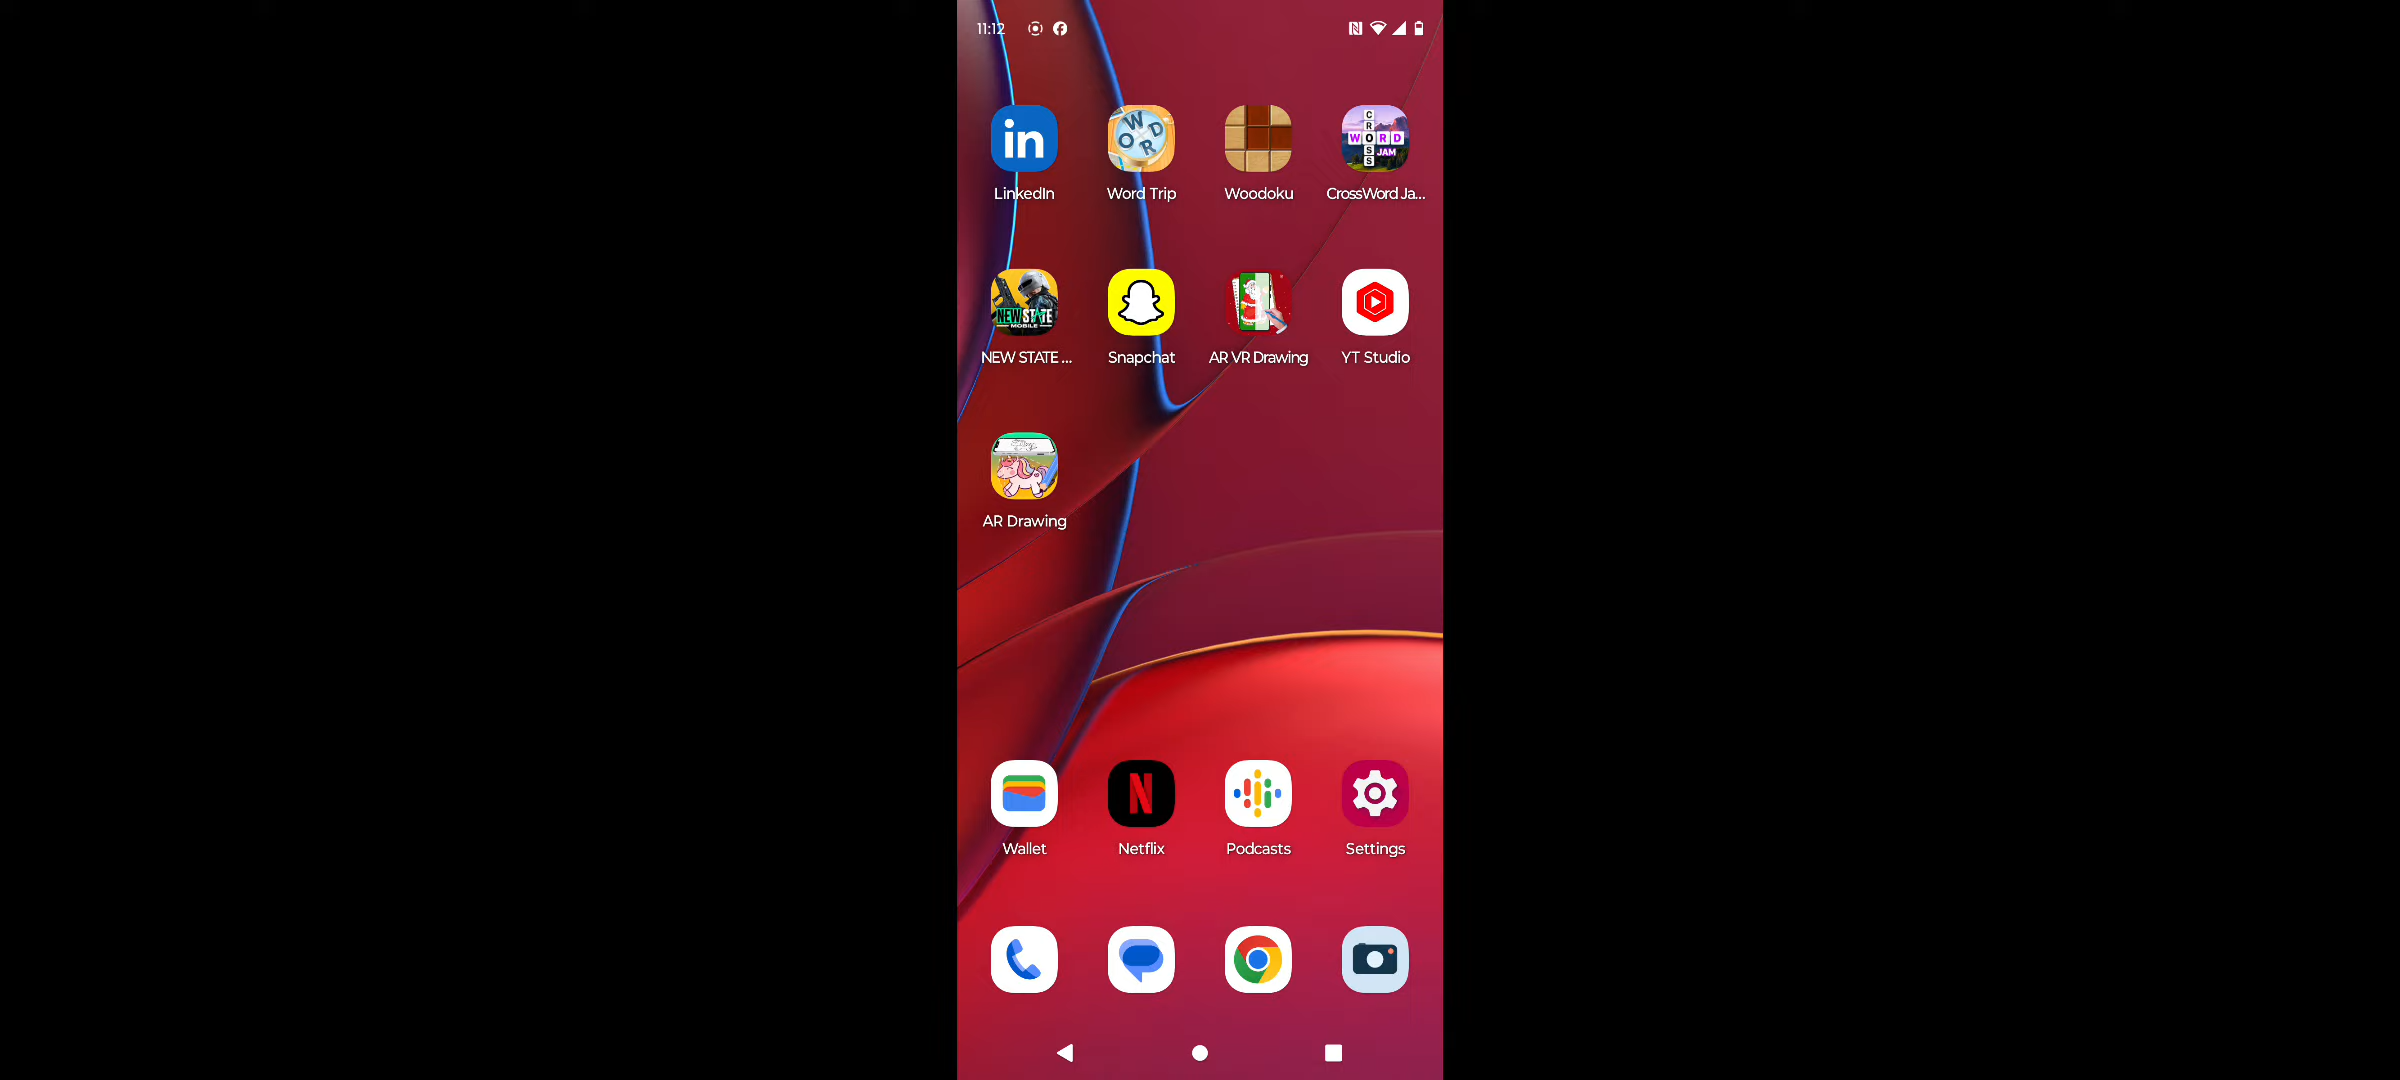 11:12
LinkedIn
Word Trip
Woodoku
CrossWord Ja...
NEW STATE ...
Snapchat
AR VR Drawing
YT Studio
AR Drawing
Wallet
Netflix
Podcasts
Settings